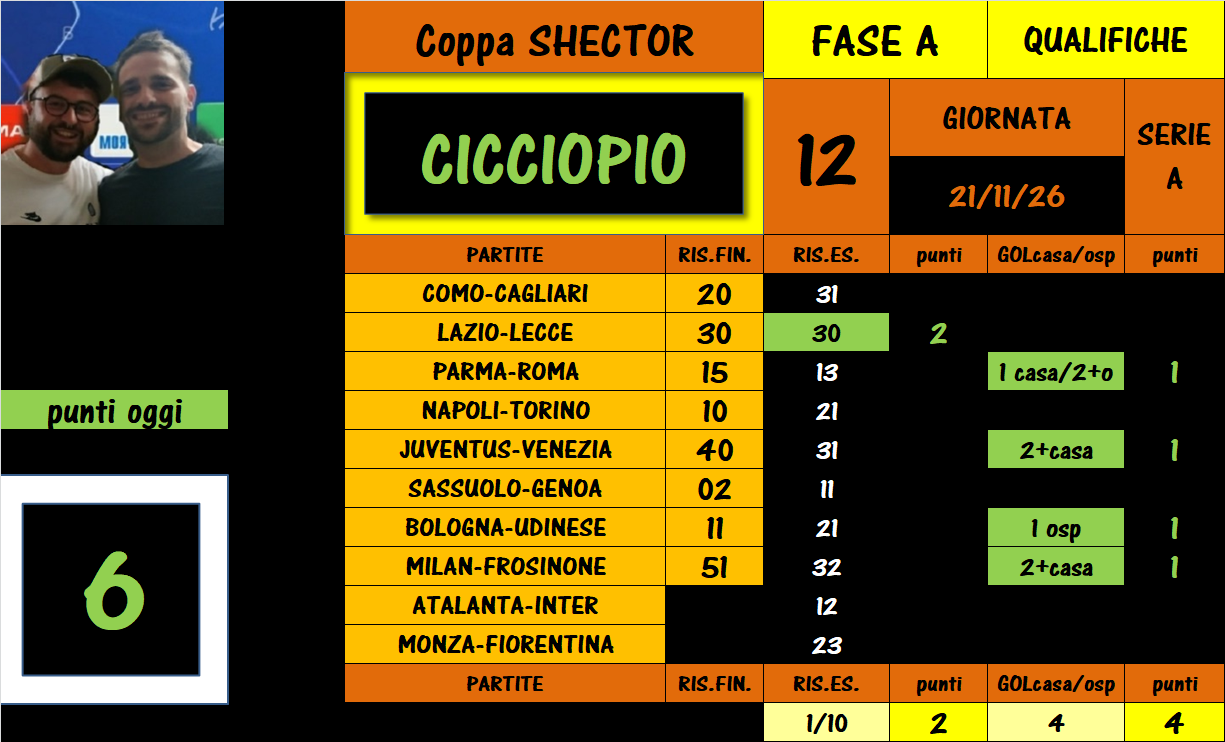 Coppa SHECTOR
FASE A
QUALIFICHE
CICCIOPIO
12
GIORNATA
21/11/26
SERIE
A
PARTITE RIS.FIN. RIS.ES. punti GOLcasa/osp punti
COMO-CAGLIARI 20 31
LAZIO-LECCE 30 30 2
PARMA-ROMA 15 13 1 casa/2+o 1
NAPOLI-TORINO 10 21
JUVENTUS-VENEZIA 40 31 2+casa 1
SASSUOLO-GENOA 02 11
BOLOGNA-UDINESE 11 21 1 osp 1
MILAN-FROSINONE 51 32 2+casa 1
ATALANTA-INTER 12
MONZA-FIORENTINA 23
PARTITE RIS.FIN. RIS.ES. punti GOLcasa/osp punti
1/10 2 4 4
punti oggi
6